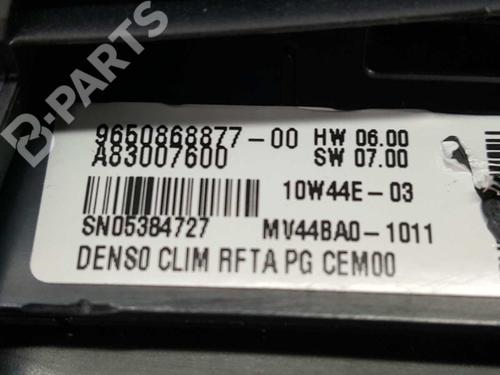 B-PARTS
9650868877-00 HW 06.00
A83007600 SW 07.00
10W44E-03
SN05384727 MV44BA0-1011
DENSO CLIM RFTA PG CEM00